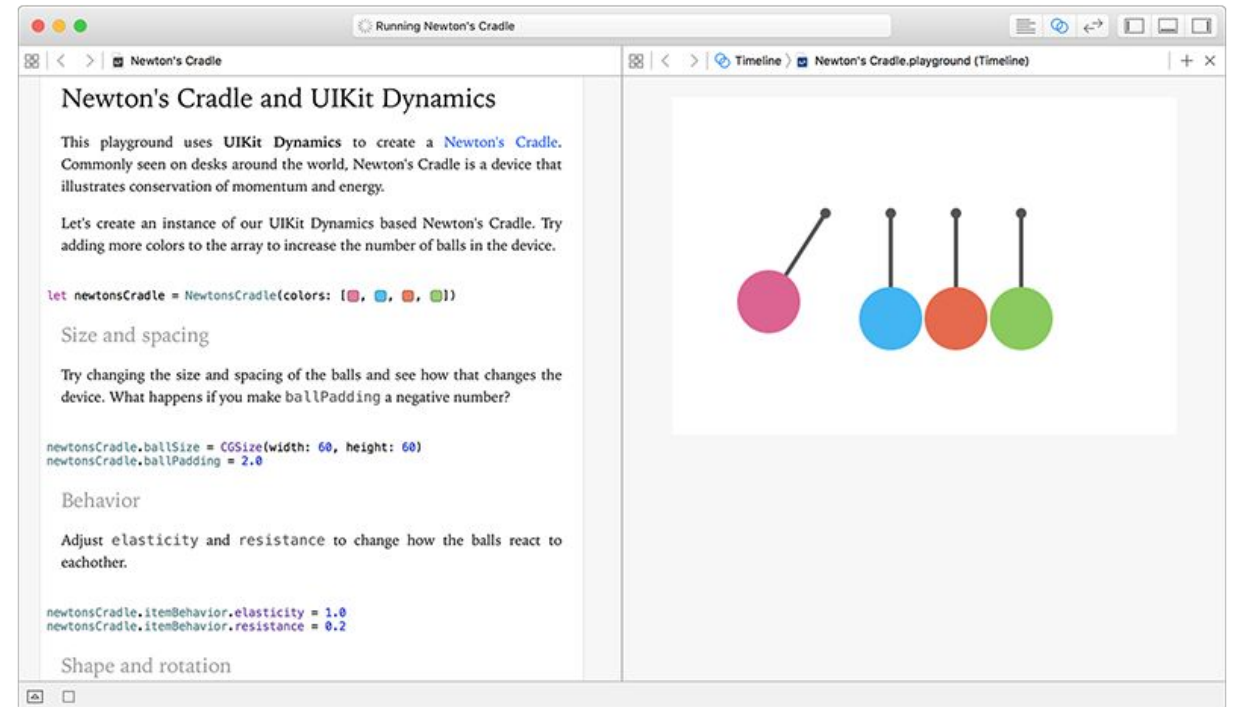 Running Newton's Cradle
Newton's Cradle
Timeline
Newton's Cradle.playground (Timeline)
Newton's Cradle and UIKit Dynamics
This playground uses UIKit Dynamics to create a Newton's Cradle.
Commonly seen on desks around the world, Newton's Cradle is a device that
illustrates conservation of momentum and energy.
Let's create an instance of our UIKit Dynamics based Newton's Cradle. Try
adding more colors to the array to increase the number of balls in the device.
let newtonsCradle = NewtonsCradle(colors: [ , , , ])
Size and spacing
Try changing the size and spacing of the balls and see how that changes the
device. What happens if you make ballPadding a negative number?
newtonsCradle.ballSize = CGSize(width: 60, height: 60)
newtonsCradle.ballPadding = 2.0
Behavior
Adjust elasticity and resistance to change how the balls react to
eachother.
newtonsCradle.itemBehavior.elasticity = 1.0
newtonsCradle.itemBehavior.resistance = 0.2
Shape and rotation